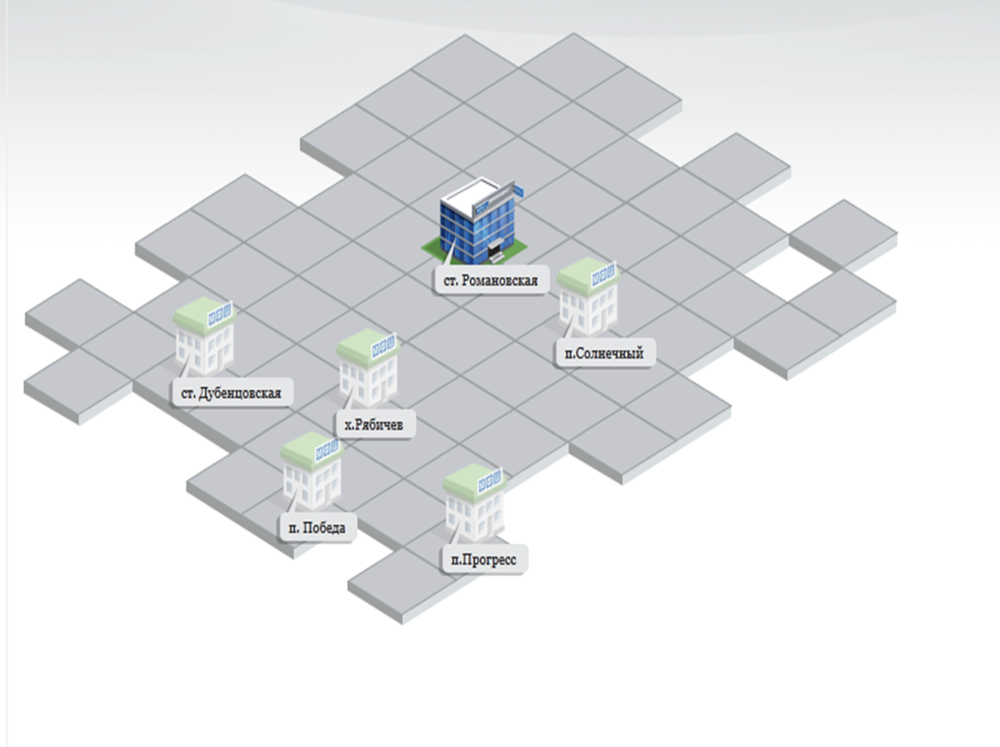 ст. Романовская
п.Солнечный
ст. Дубенцовская
х.Рябичев
п. Победа
п.Прогресс